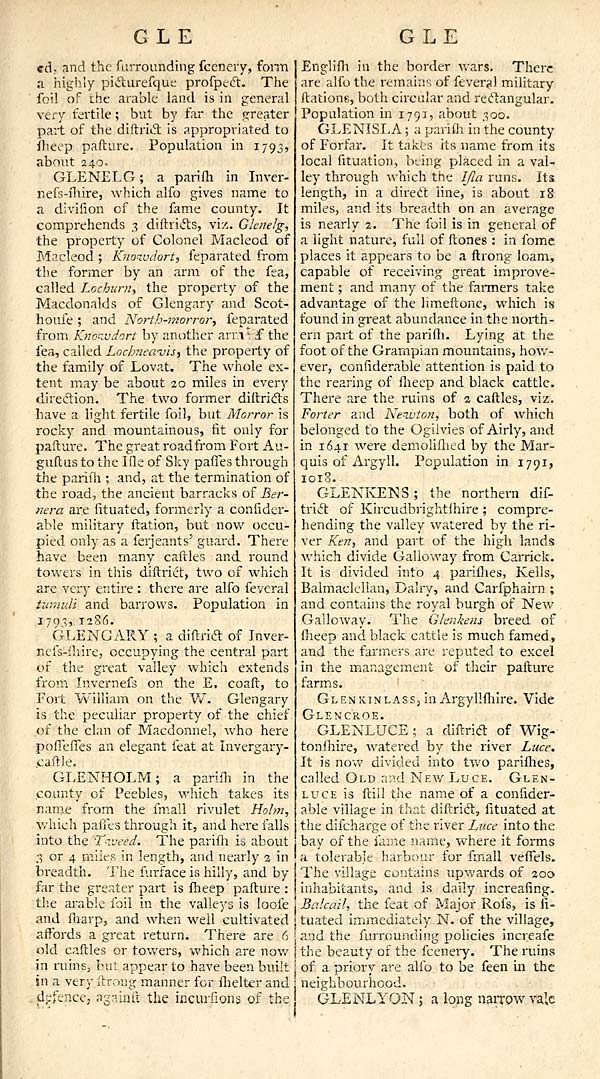 GLE
ed, and the ſurrounding ſcenery, form
a highly pictureſque proſpect. The
ſoil of the arable land is in general
very fertile; but by far the greater
part of the diſtrict is appropriated to
ſheep paſture. Population in 1793,
about 240.
GLENELG; a pariſh in Inver-
neſs-ſhire, which alſo gives name to
a diviſion of the ſame county. It
comprehends 3 diſtricts, viz. Glenelg,
the property of Colonel Macleod of
Macleod; Knowdort, ſeparated from
the former by an arm of the ſea,
called Lochurn, the property of the
Macdonalds of Glengary and Scot-
houſe; and North-morror, ſeparated
from Knowdort by another arm of the
ſea, called Lochneavis, the property of
the family of Lovat. The whole ex-
tent may be about 20 miles in every
direction. The two former diſtricts
have a light fertile ſoil, but Morror is
rocky and mountainous, fit only for
paſture. The great road from Fort Au-
guſtus to the Iſle of Sky paſſes through
the pariſh; and, at the termination of
the road, the ancient barracks of Ber-
nera are ſituated, formerly a conſider-
able military ſtation, but now occu-
pied only as a ſerjeants' guard. There
have been many caſtles and round
towers in this diſtrict, two of which
are very entire: there are alſo ſeveral
tumuli and barrows. Population in
1793, 1286.
GLENGARY; a diſtrict of Inver-
neſs-ſhire, occupying the central part
of the great valley which extends
from Inverneſs on the E. coaſt, to
Fort William on the W. Glengary
is the peculiar property of the chief
of the clan of Macdonnel, who here
poſſeſſes an elegant ſeat at Invergary-
caſtle.
GLENHOLM; a pariſh in the
county of Peebles, which takes its
name from the ſmall rivulet Holm,
which paſſes through it, and here falls
into the Tweed. The pariſh is about
3 or 4 miles in length, and nearly 2 in
breadth. The ſurface is hilly, and by
far the greater part is ſheep paſture:
the arable ſoil in the valleys is looſe
and ſharp, and when well cultivated
affords a great return. There are 6
old caſtles or towers, which are now
in ruins, but appear to have been built
in a very ſtrong manner for ſhelter and
defence, againſt the incurſions of the
GLE
Engliſh in the border wars. There
are alſo the remains of ſeveral military
ſtations, both circular and rectangular.
Population in 1791, about 300.
GLENISLA; a pariſh in the county
of Forfar. It takes its name from its
local ſituation, being placed in a val-
ley through which the Iſla runs. Its
length, in a direct line, is about 18
miles, and its breadth on an average
is nearly 2. The ſoil is in general of
a light nature, full of ſtones: in ſome
places it appears to be a ſtrong loam,
capable of receiving great improve-
ment; and many of the farmers take
advantage of the limeſtone, which is
found in great abundance in the north-
ern part of the pariſh. Lying at the
foot of the Grampian mountains, how-
ever, conſiderable attention is paid to
the rearing of ſheep and black cattle.
There are the ruins of 2 caſtles, viz.
Forter and Newton, both of which
belonged to the Ogilvies of Airly, and
in 1641 were demoliſhed by the Mar-
quis of Argyll. Population in 1791,
1018.
GLENKENS; the northern diſ-
trict of Kircudbrightſhire; compre-
hending the valley watered by the ri-
ver Ken, and part of the high lands
which divide Galloway from Carrick.
It is divided into 4 pariſhes, Kells,
Balmaclellan, Dalry, and Carſphairn;
and contains the royal burgh of New
Galloway. The Glenkens breed of
ſheep and black cattle is much famed,
and the farmers are reputed to excel
in the management of their paſture
farms.
GLENKINLASS, in Argyllſhire. Vide
GLENCROE.
GLENLUCE; a diſtrict of Wig-
tonſhire, watered by the river Luce.
It is now divided into two pariſhes,
called OLD and NEW LUCE. GLEN-
LUCE is ſtill the name of a conſider-
able village in that diſtrict, ſituated at
the diſcharge of the river Luce into the
bay of the ſame name, where it forms
a tolerable harbour for ſmall veſſels.
The village contains upwards of 200
inhabitants, and is daily increaſing.
Balcail, the ſeat of Major Roſs, is ſi-
tuated immediately N. of the village,
and the ſurrounding policies increaſe
the beauty of the ſcenery. The ruins
of a priory are alſo to be ſeen in the
neighbourhood.
GLENLYON; a long narrow vale